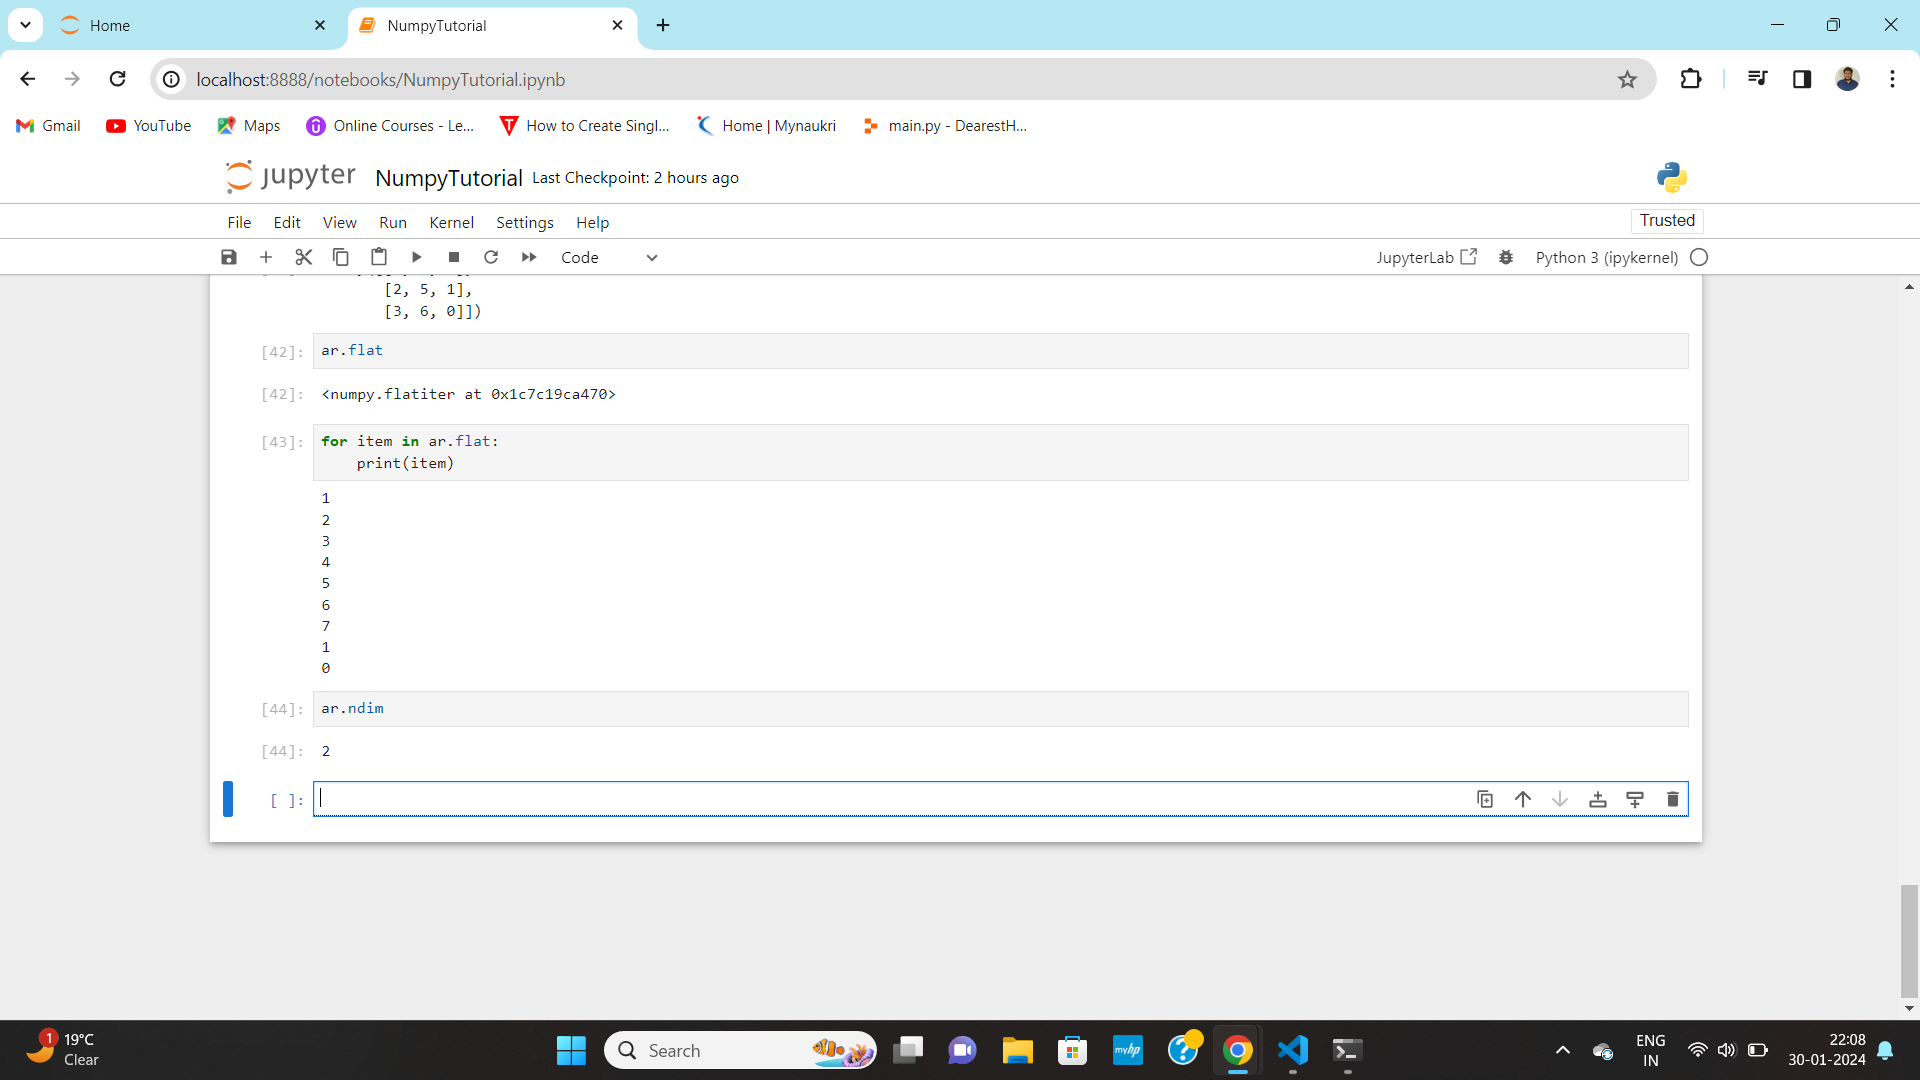 Home
NumpyTutorial
localhost:8888/notebooks/NumpyTutorial.ipynb
Gmail
YouTube
Maps
Online Courses - Le...
How to Create Singl...
Home | Mynaukri
main.py - DearestH...
jupyter
NumpyTutorial
Last Checkpoint: 2 hours ago
File Edit View Run Kernel Settings Help
Trusted
Code
JupyterLab
Python 3 (ipykernel)
[2, 5, 1],
[3, 6, 0]])
[42]: ar.flat
[42]: <numpy.flatiter at 0x1c7c19ca470>
[43]: for item in ar.flat:
print(item)
1
2
3
4
5
6
7
1
0
[44]: ar.ndim
[44]: 2
[ ]:
1
19°C
Clear
Search
myhp
ENG
IN
22:08
30-01-2024